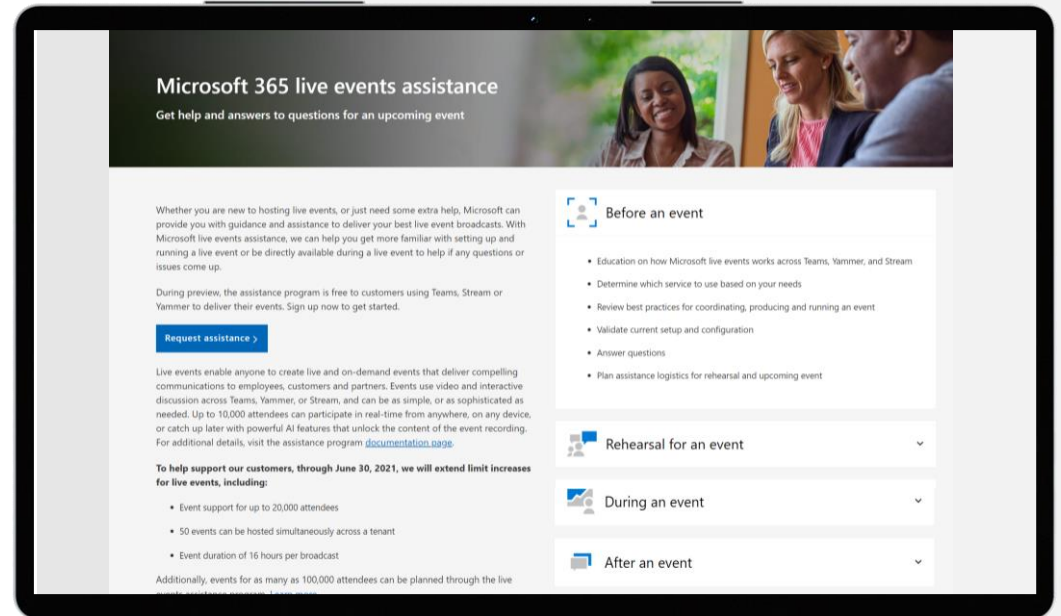 Microsoft 365 live events assistance
Get help and answers to questions for an upcoming event
Whether you are new to hosting live events, or just need some extra help, Microsoft can
provide you with guidance and assistance to deliver your best live event broadcasts. With
Microsoft live events assistance, we can help you get more familiar with setting up and
running a live event or be directly available during a live event to help if any questions or
issues come up.
During preview, the assistance program is free to customers using Teams, Stream or
Yammer to deliver their events. Sign up now to get started.
Request assistance >
Live events enable anyone to create live and on-demand events that deliver compelling
communications to employees, customers and partners. Events use video and interactive
discussion across Teams, Yammer, or Stream, and can be as simple, or as sophisticated as
needed. Up to 10,000 attendees can participate in real-time from anywhere, on any device,
or catch up later with powerful AI features that unlock the content of the event recording.
For additional details, visit the assistance program documentation page.
To help support our customers, through June 30, 2021, we will extend limit increases
for live events, including:
• Event support for up to 20,000 attendees
• 50 events can be hosted simultaneously across a tenant
• Event duration of 16 hours per broadcast
Additionally, events for as many as 100,000 attendees can be planned through the live
events assistance program. Learn more
Before an event
• Education on how Microsoft live events works across Teams, Yammer, and Stream
• Determine which service to use based on your needs
• Review best practices for coordinating, producing and running an event
• Validate current setup and configuration
• Answer questions
• Plan assistance logistics for rehearsal and upcoming event
Rehearsal for an event
During an event
After an event